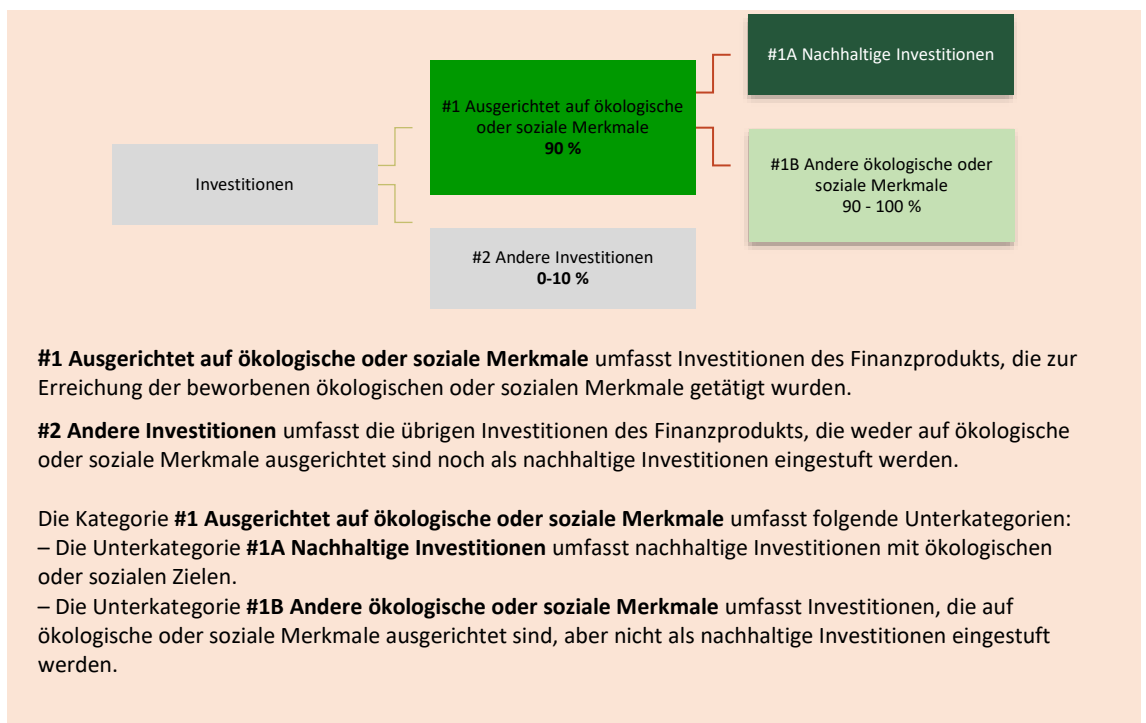 #1A Nachhaltige Investitionen
#1 Ausgerichtet auf ökologische
oder soziale Merkmale
90 %
#1B Andere ökologische oder
soziale Merkmale
90 - 100 %
Investitionen
#2 Andere Investitionen
0-10 %
#1 Ausgerichtet auf ökologische oder soziale Merkmale umfasst Investitionen des Finanzprodukts, die zur
Erreichung der beworbenen ökologischen oder sozialen Merkmale getätigt wurden.
#2 Andere Investitionen umfasst die übrigen Investitionen des Finanzprodukts, die weder auf ökologische
oder soziale Merkmale ausgerichtet sind noch als nachhaltige Investitionen eingestuft werden.
Die Kategorie #1 Ausgerichtet auf ökologische oder soziale Merkmale umfasst folgende Unterkategorien:
– Die Unterkategorie #1A Nachhaltige Investitionen umfasst nachhaltige Investitionen mit ökologischen
oder sozialen Zielen.
– Die Unterkategorie #1B Andere ökologische oder soziale Merkmale umfasst Investitionen, die auf
ökologische oder soziale Merkmale ausgerichtet sind, aber nicht als nachhaltige Investitionen eingestuft
werden.